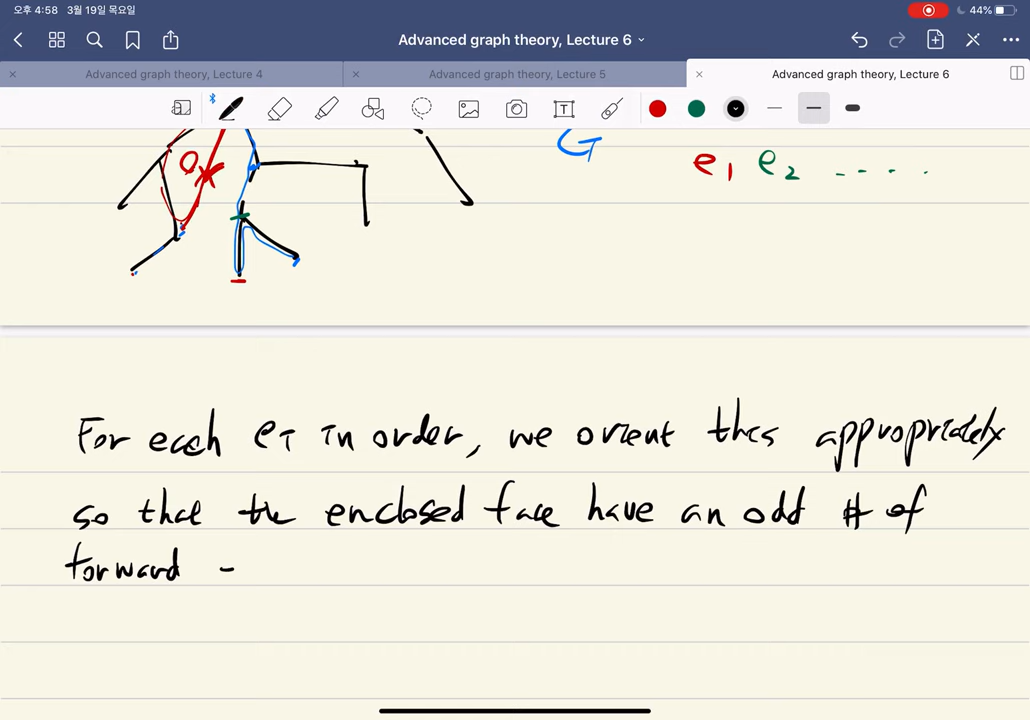 오후 4:58 3월 19일 목요일
44%
Advanced graph theory, Lecture 6
Advanced graph theory, Lecture 4
Advanced graph theory, Lecture 5
Advanced graph theory, Lecture 6
G
e1 e2 .....
For each ei in order, we orient this appropriately
so that the enclosed face have an odd # of
forward -